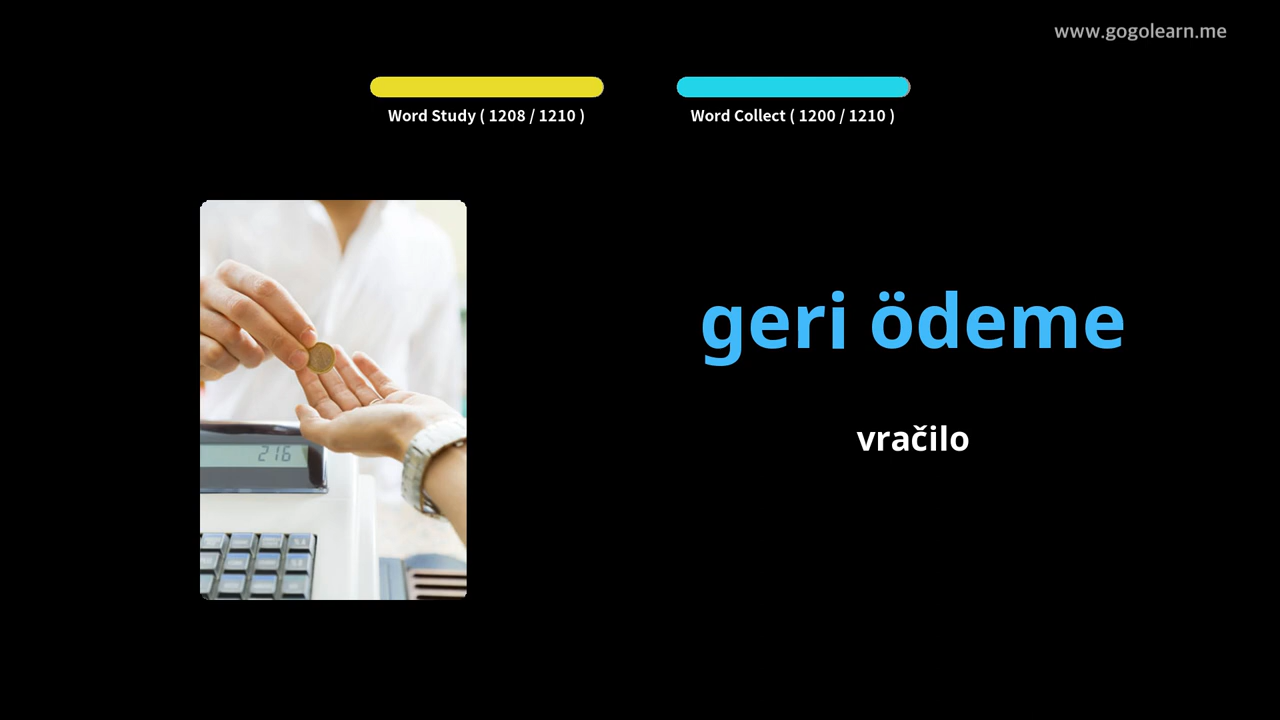 www.gogolearn.me
Word Study ( 1208 / 1210 )
Word Collect ( 1200 / 1210 )
geri ödeme
vračilo
216